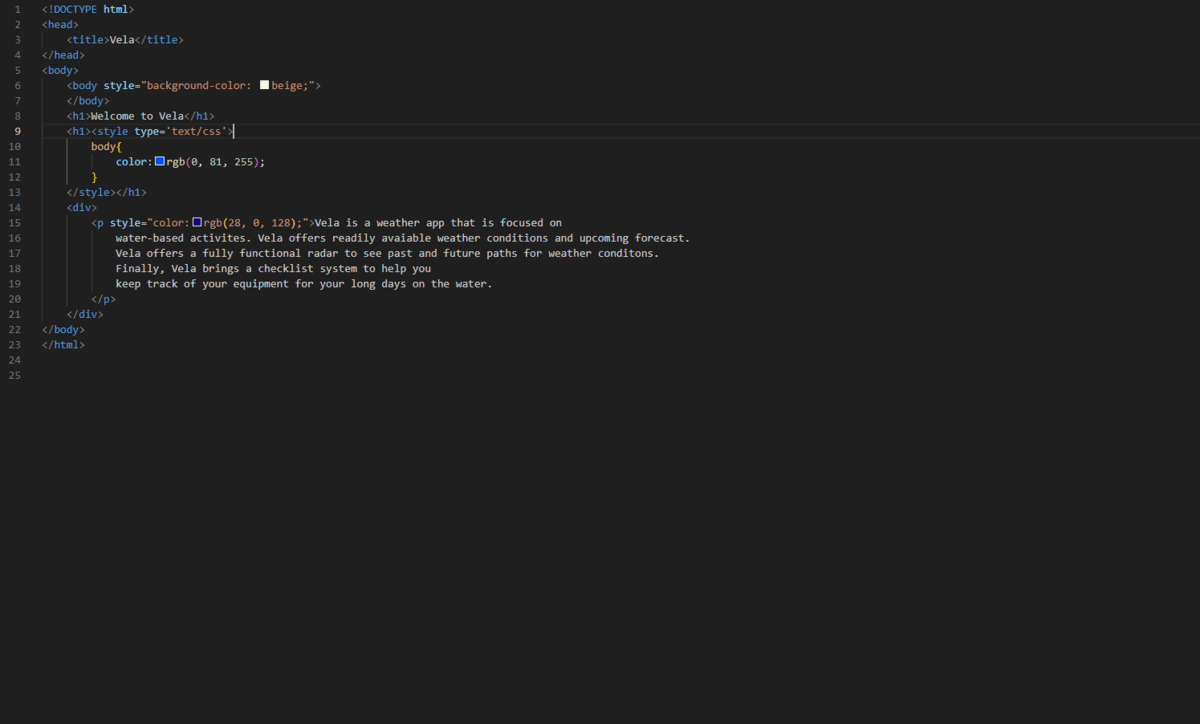 1 <!DOCTYPE html>
2 <head>
3     <title>Vela</title>
4 </head>
5 <body>
6     <body style="background-color: beige;">
7     </body>
8     <h1>Welcome to Vela</h1>
9     <h1><style type='text/css'>
10         body{
11             color:rgb(0, 81, 255);
12         }
13     </style></h1>
14     <div>
15         <p style="color:rgb(28, 0, 128);">Vela is a weather app that is focused on
16             water-based activites. Vela offers readily avaiable weather conditions and upcoming forecast.
17             Vela offers a fully functional radar to see past and future paths for weather conditons.
18             Finally, Vela brings a checklist system to help you
19             keep track of your equipment for your long days on the water.
20         </p>
21     </div>
22 </body>
23 </html>
24
25